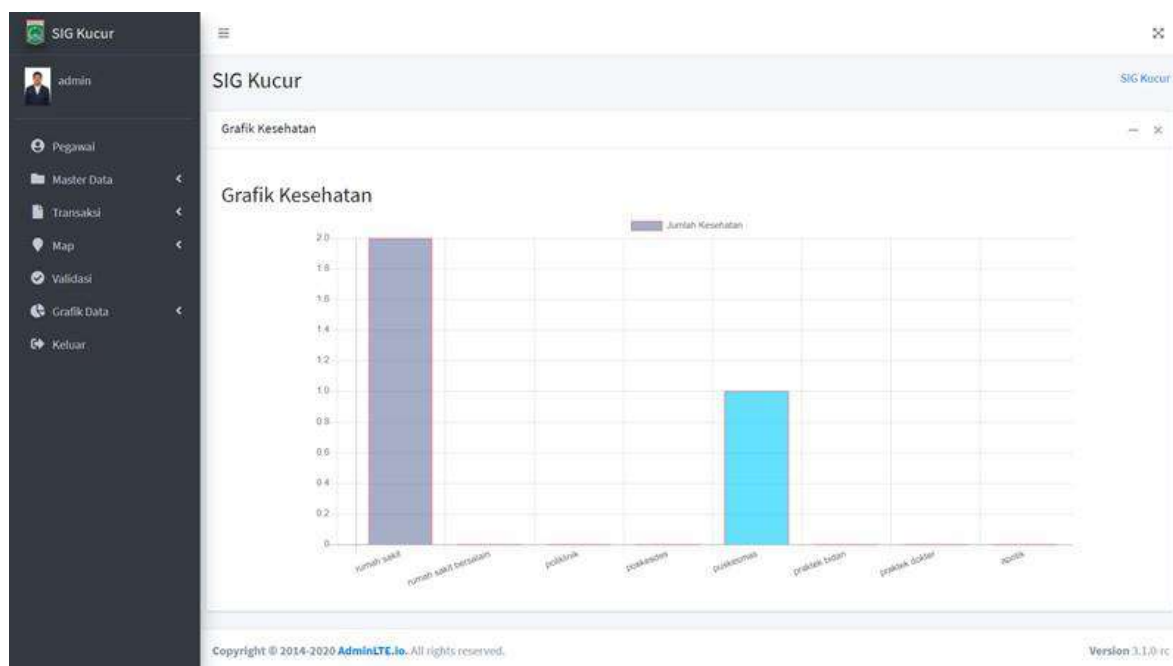 SIG Kucur
admin
Pegawai
Master Data
Transaksi
Map
Validasi
Grafik Data
Keluar
SIG Kucur
SIG Kucur
Grafik Kesehatan
Grafik Kesehatan
Jumlah Kesehatan
2.0
1.8
1.6
1.4
1.2
1.0
0.8
0.6
0.4
0.2
0
rumah sakit
rumah sakit bersalain
poliklinik
poskesdes
puskesmas
praktek bidan
praktek dokter
apotik
Copyright © 2014-2020 AdminLTE.io. All rights reserved.
Version 3.1.0-rc